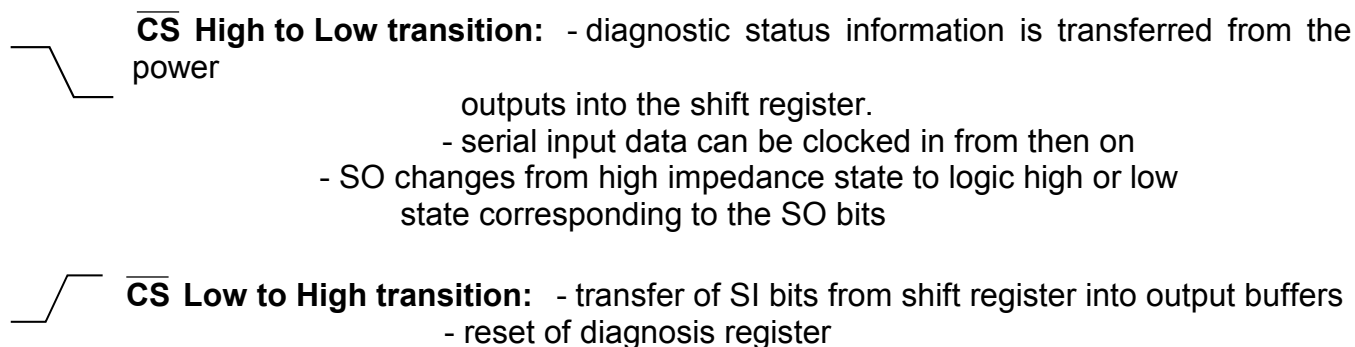 CS High to Low transition: - diagnostic status information is transferred from the
power
outputs into the shift register.
- serial input data can be clocked in from then on
- SO changes from high impedance state to logic high or low
state corresponding to the SO bits
CS Low to High transition: - transfer of SI bits from shift register into output buffers
- reset of diagnosis register